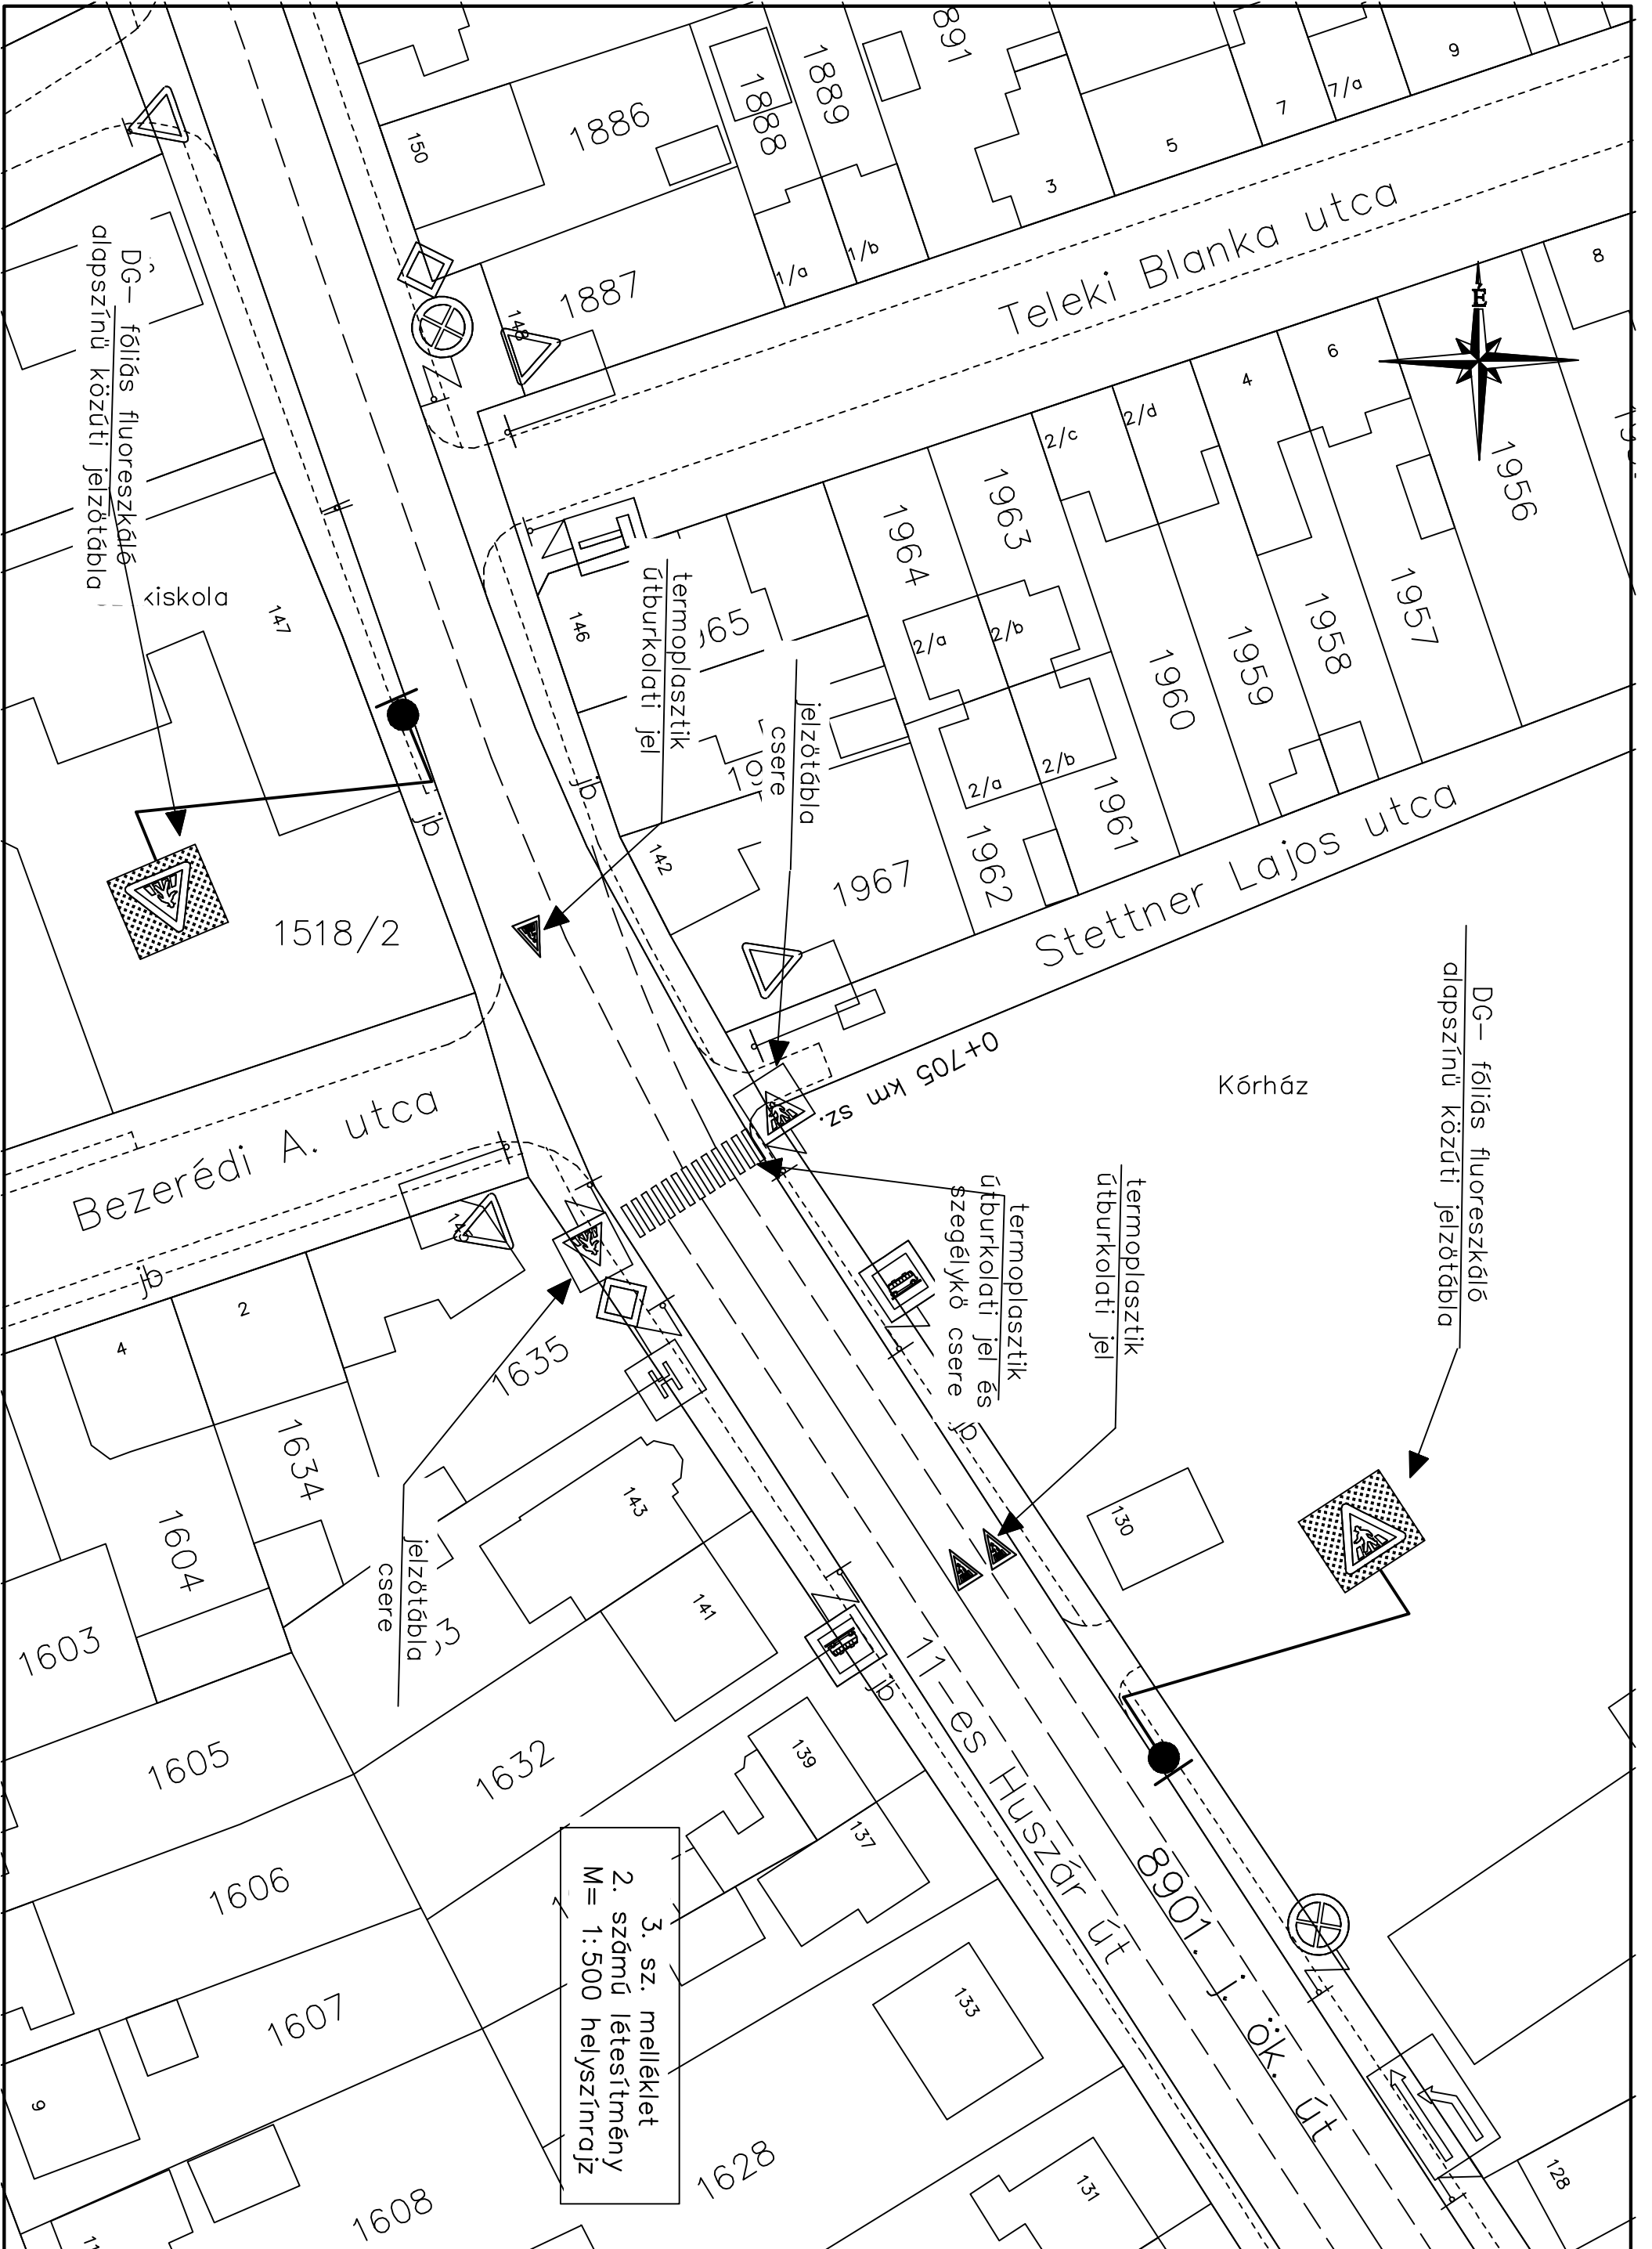 1886
1888
1889
891
9
7/a
7
5
3
150
1887
148
1/a
1/b
Teleki Blanka utca
E
8
6
4
2/d
2/c
1956
1957
1958
1959
1960
1961
1962
1963
1964
2/a
2/b
2/a
2/b
DG- fóliás fluoreszkáló
alapszínű közúti jelzőtábla
kiskola
147
146
965
termoplasztik
útburkolati jel
jelzőtábla
csere
142
1967
jb
jb
1518/2
Stettner Lajos utca
0+705 km sz.
Kórház
DG- fóliás fluoreszkáló
alapszínű közúti jelzőtábla
Bezerédi A. utca
jb
145
termoplasztik
útburkolati jel és
szegélykő csere
termoplasztik
útburkolati jel
jb
2
4
1635
1634
1604
1603
143
141
130
jelzőtábla
csere
3
jb
11-es Huszár út
8901. j. ök. út
1605
1632
139
137
1606
1607
133
3. sz. melléklet
2. számú létesítmény
M= 1:500 helyszínrajz
9
1608
1628
131
128